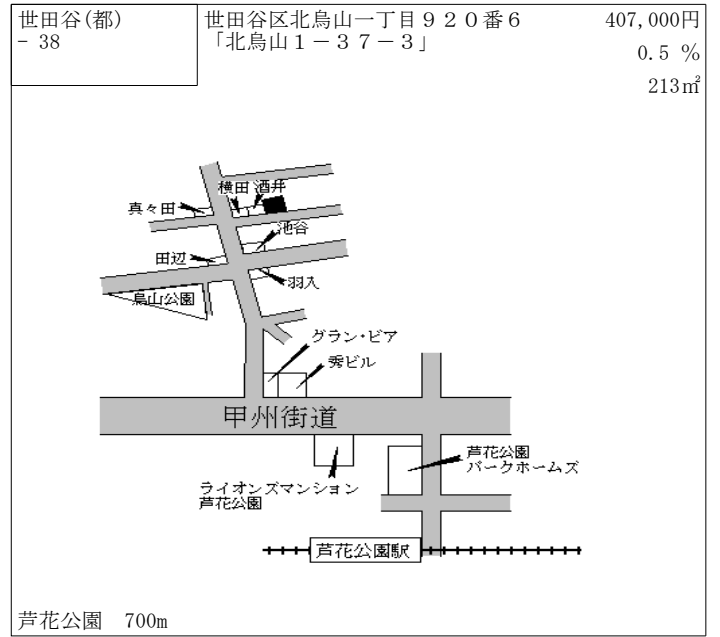 世田谷(都)
- 38
世田谷区北烏山一丁目９２０番６
「北烏山１－３７－３」
407,000円
0.5 %
213㎡
横田 酒井
真々田
池谷
田辺
羽入
烏山公園
グラン・ビア
秀ビル
甲州街道
芦花公園
パークホームズ
ライオンズマンション
芦花公園
芦花公園駅
芦花公園　700m